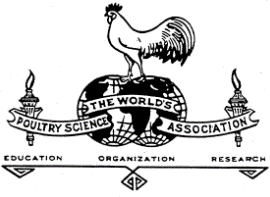 THE WORLD'S
POULTRY SCIENCE ASSOCIATION
EDUCATION ORGANIZATION RESEARCH